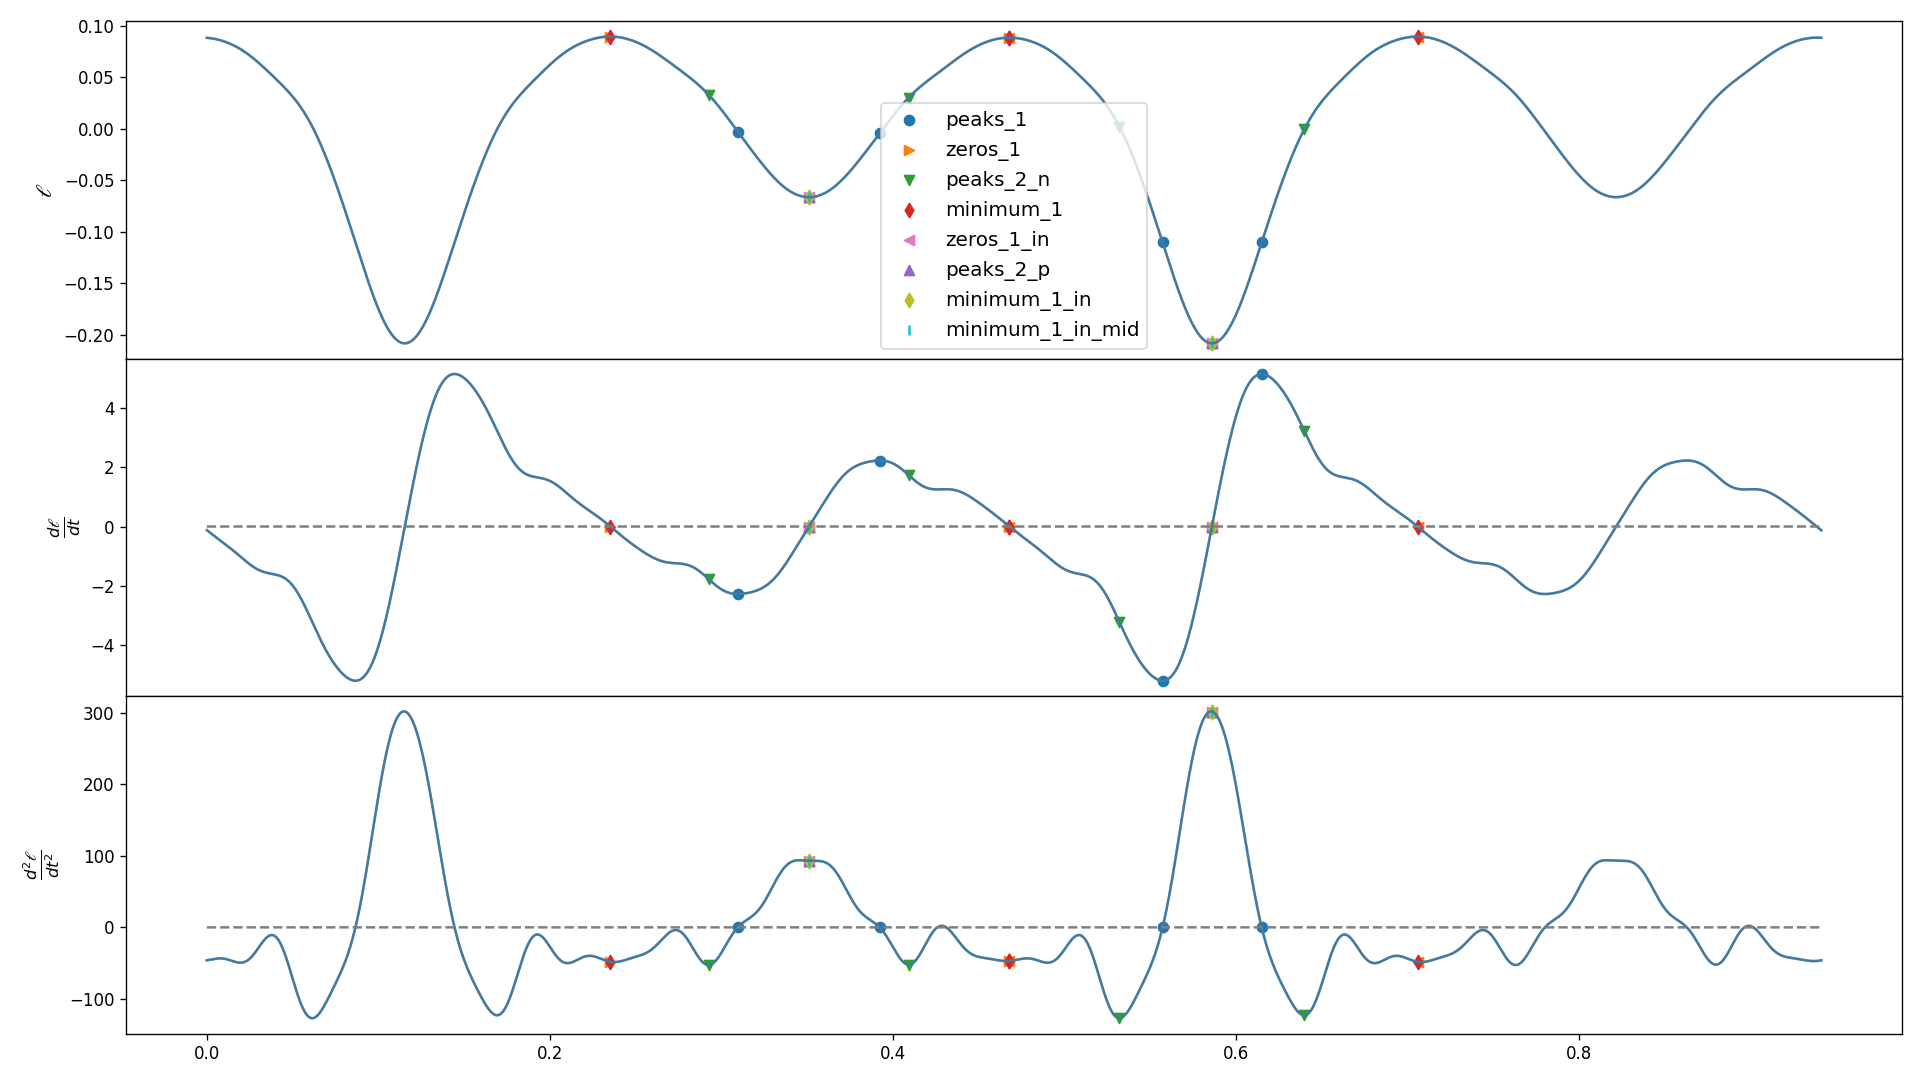 0.10
0.05
0.00
−0.05
−0.10
−0.15
−0.20
ℓ
peaks_1
zeros_1
peaks_2_n
minimum_1
zeros_1_in
peaks_2_p
minimum_1_in
minimum_1_in_mid
4
2
0
−2
−4
dℓ
dt
300
200
100
0
−100
d²ℓ
dt²
0.0 0.2 0.4 0.6 0.8